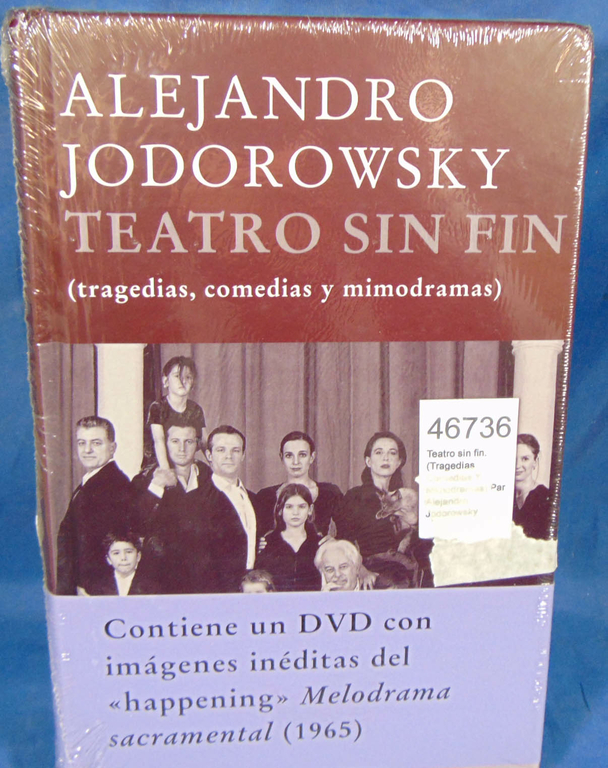 ALEJANDRO
JODOROWSKY
TEATRO SIN FIN
(tragedias, comedias y mimodramas)
46736
Teatro sin fin.
(Tragedias
Par
Jodorowsky
Contiene un DVD con
imágenes inéditas del
«happening» Melodrama
sacramental (1965)